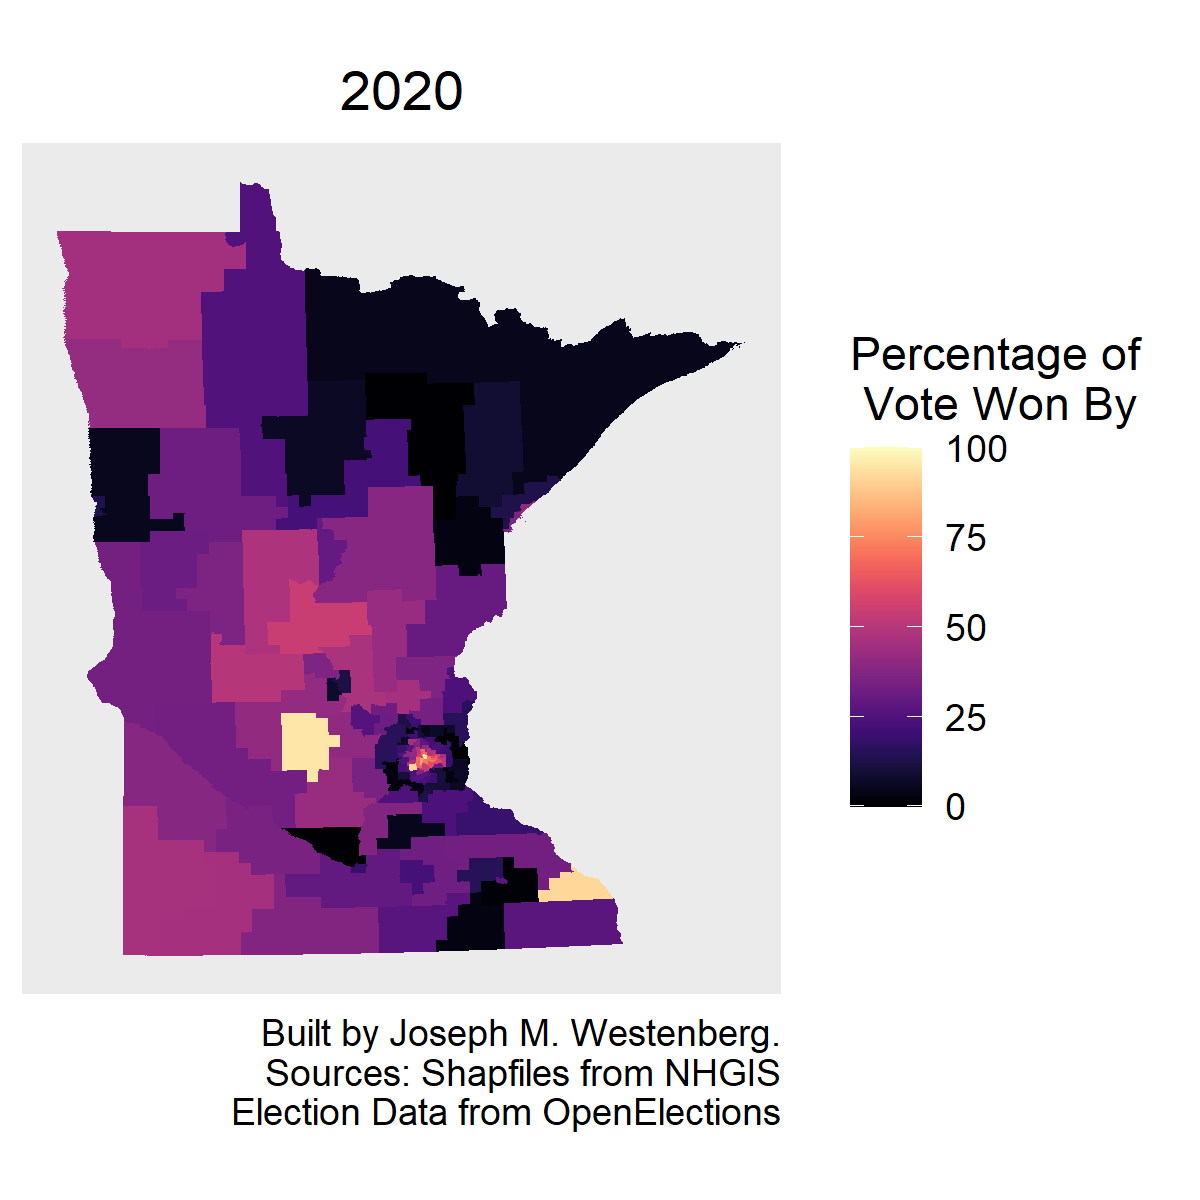 2020
Percentage of
Vote Won By
100
75
50
25
0
Built by Joseph M. Westenberg.
Sources: Shapfiles from NHGIS
Election Data from OpenElections